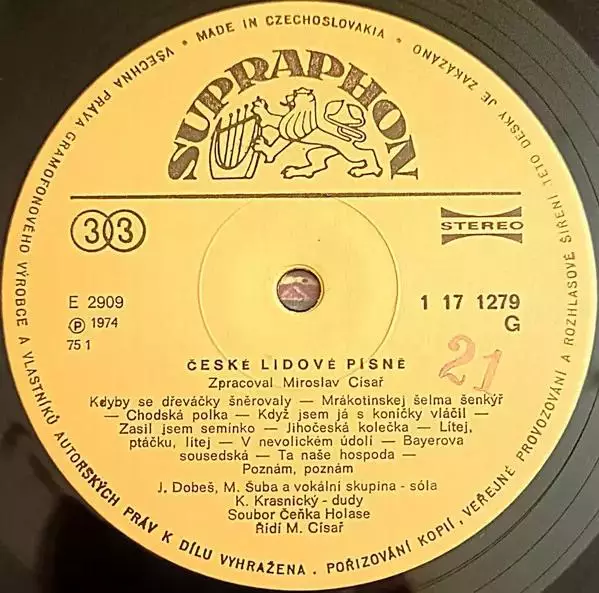 • MADE IN CZECHOSLOVAKIA •
VŠECHNA PRÁVA GRAMOFONOVÉHO VÝROBCE A VLASTNÍKŮ AUTORSKÝCH PRÁV K DÍLU VYHRAŽENA . POŘIZOVÁNÍ KOPIÍ, VEŘEJNÉ PROVOZOVÁNÍ A ROZHLASOVÉ ŠÍŘENÍ TÉTO DESKY JE ZAKÁZÁNO
SUPRAPHON
33
STEREO
E 2909
1 17 1279
Ⓟ 1974
G
75 1
21
ČESKÉ LIDOVÉ PÍSNĚ
Zpracoval Miroslav Císař
Kdyby se dřeváčky šněrovaly — Mrákotinskej šelma šenkýř
— Chodská polka — Když jsem já s koníčky vláčil —
Zasil jsem semínko — Jihočeská kolečka — Lítej,
ptáčku, lítej — V nevolickém údolí — Bayerova
sousedská — Ta naše hospoda —
Poznám, poznám
J. Dobeš, M. Šuba a vokální skupina - sóla
K. Krasnický - dudy
Soubor Čeňka Holase
Řídí M. Císař